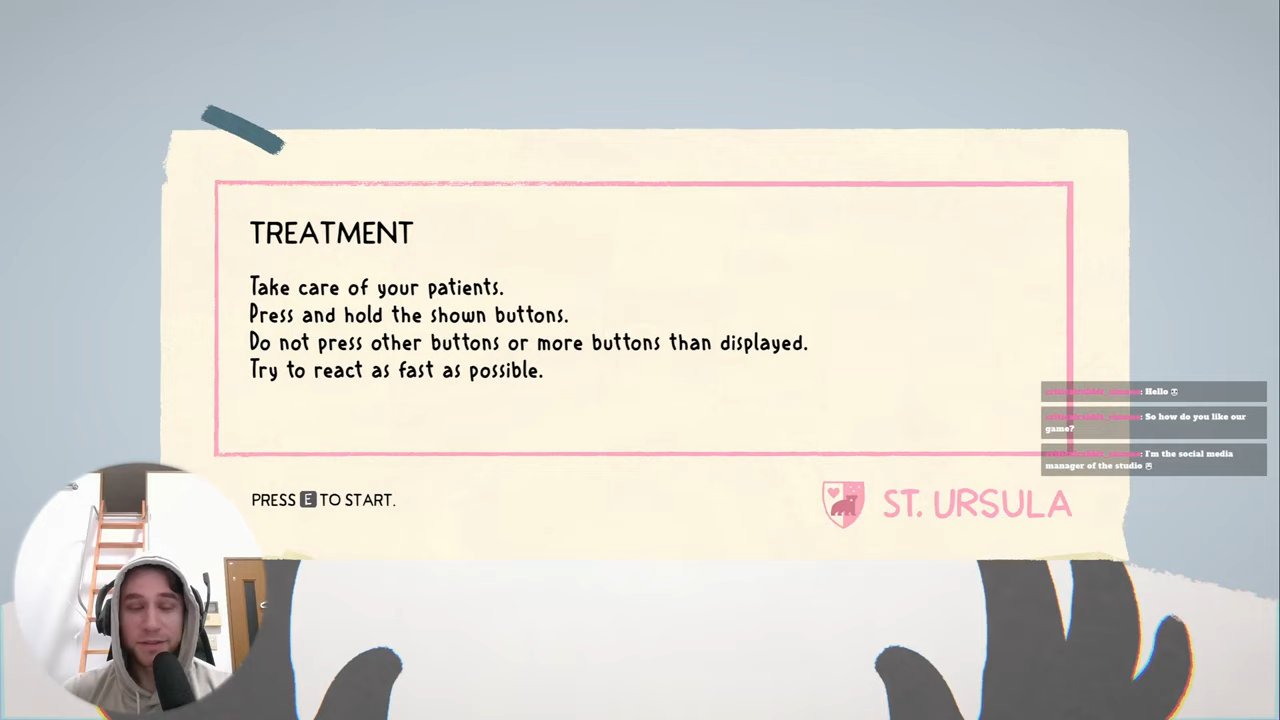 TREATMENT
Take care of your patients.
Press and hold the shown buttons.
Do not press other buttons or more buttons than displayed.
Try to react as fast as possible.
: Hello
: So how do you like our
game?
: I'm the social media
manager of the studio
PRESS E TO START.
ST. URSULA